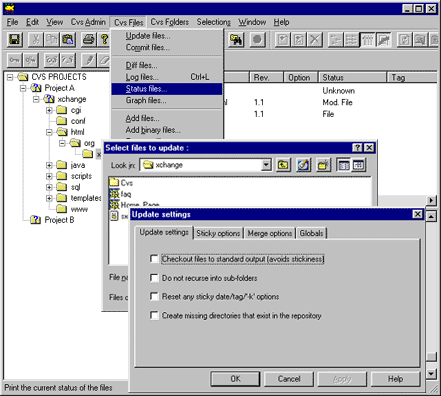 File Edit View Cvs Admin Cvs Files Cvs Folders Selections Window Help
Update files...
Commit files...
Diff files...
Log files... Ctrl+L
Status files...
Graph files...
Add files...
Add binary files...
Rev. Option Status Tag
Unknown
1.1 Mod. File
1.1 File
CVS PROJECTS
Project A
xchange
cgi
conf
html
org
java
scripts
sql
templates
www
Project B
Select files to update :
Look in: xchange
Cvs
faq
Home_Page
Update settings
Update settings Sticky options Merge options Globals
Checkout files to standard output (avoids stickiness)
Do not recurse into sub-folders
Reset any sticky date/tag/'-k' options
Create missing directories that exist in the repository
OK Cancel Apply Help
Print the current status of the files